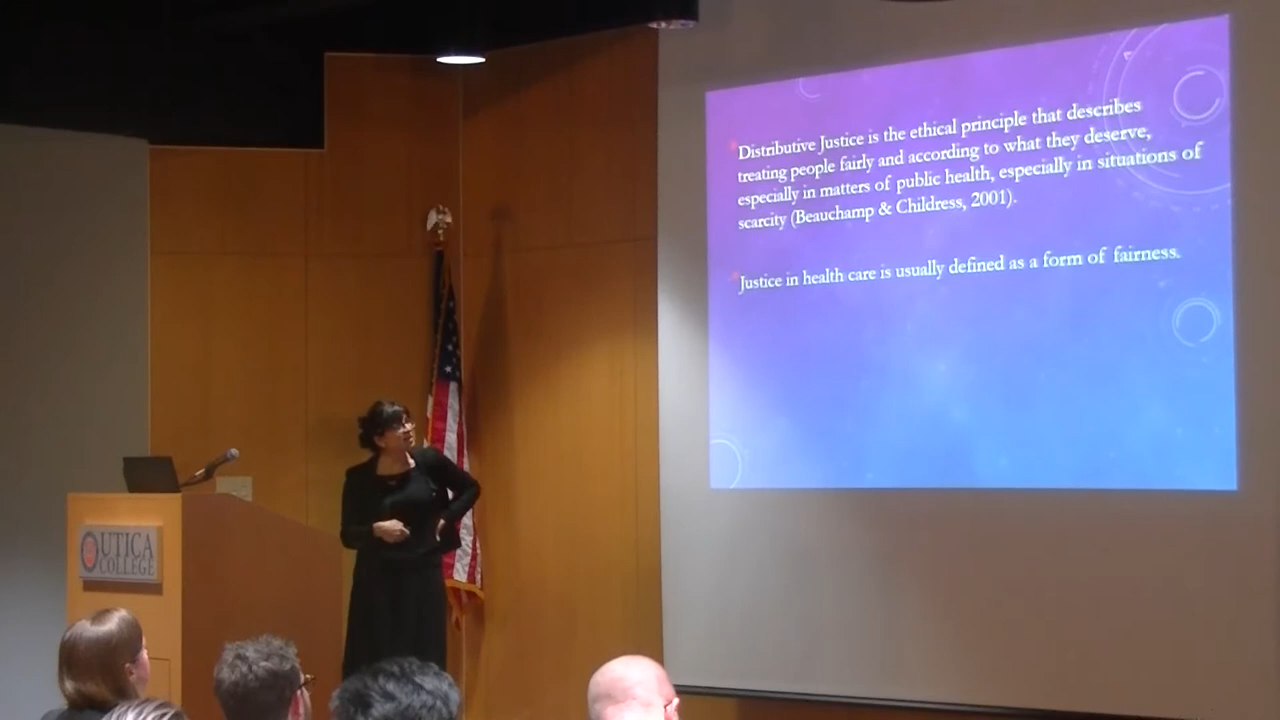 Distributive Justice is the ethical principle that describes
treating people fairly and according to what they deserve,
especially in matters of public health, especially in situations of
scarcity (Beauchamp & Childress, 2001).
Justice in health care is usually defined as a form of fairness.
UTICA
COLLEGE